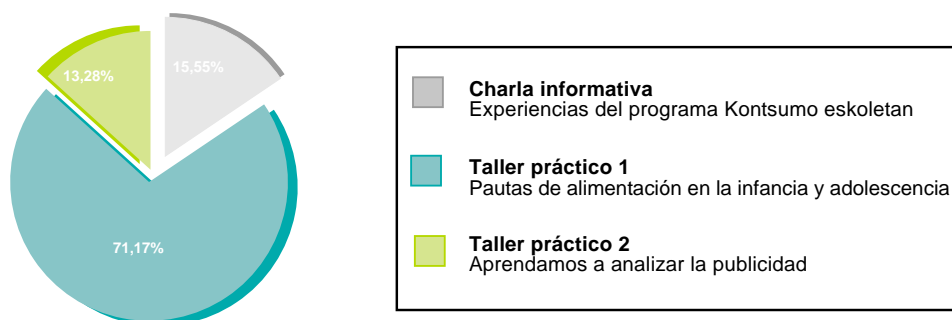 15,55%
13,28%
71,17%
Charla informativa
Experiencias del programa Kontsumo eskoletan
Taller práctico 1
Pautas de alimentación en la infancia y adolescencia
Taller práctico 2
Aprendamos a analizar la publicidad